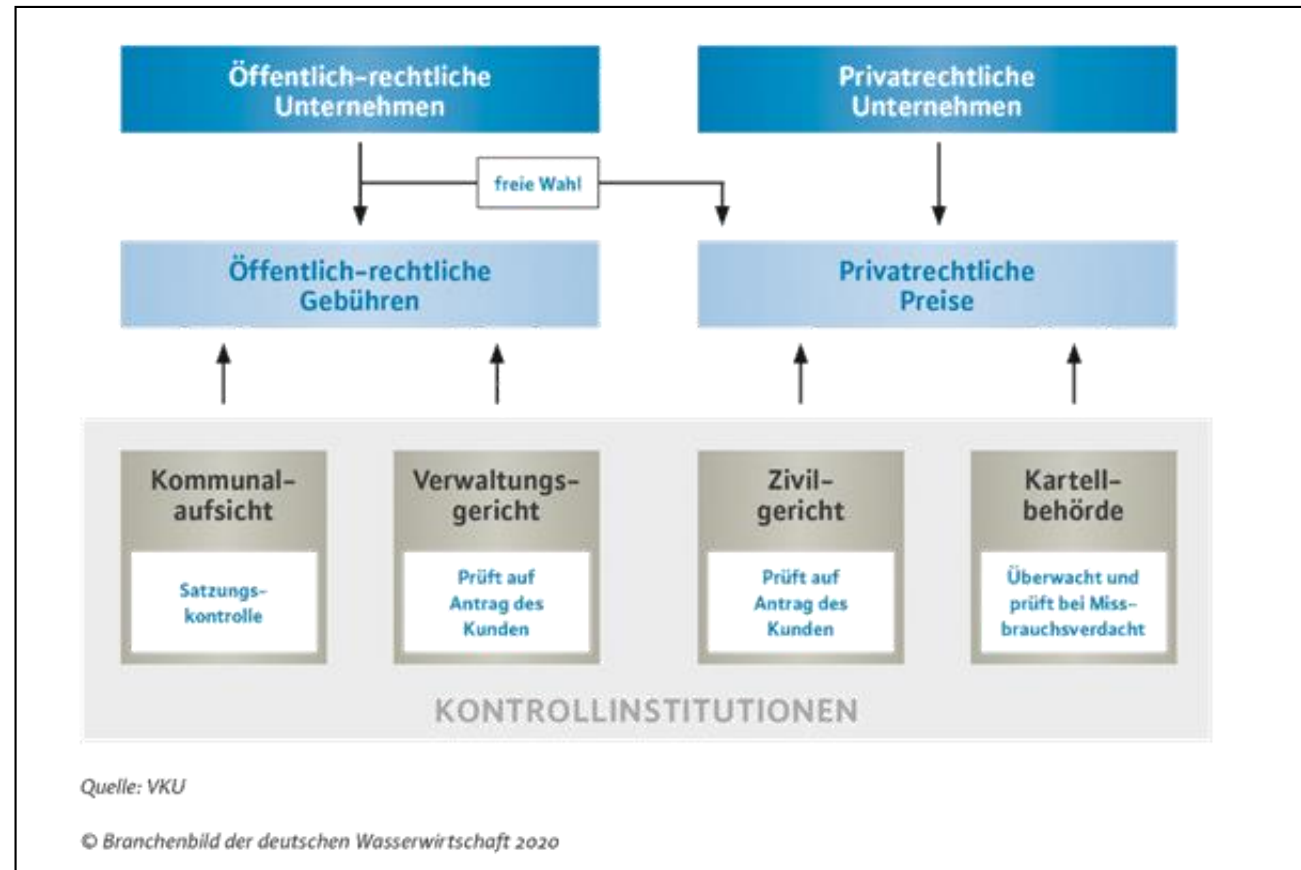 Öffentlich-rechtliche
Unternehmen
Privatrechtliche
Unternehmen
freie Wahl
Öffentlich-rechtliche
Gebühren
Privatrechtliche
Preise
Kommunal-
aufsicht
Satzungs-
kontrolle
Verwaltungs-
gericht
Prüft auf
Antrag des
Kunden
Zivil-
gericht
Prüft auf
Antrag des
Kunden
Kartell-
behörde
Überwacht und
prüft bei Miss-
brauchsverdacht
KONTROLLINSTITUTIONEN
Quelle: VKU
© Branchenbild der deutschen Wasserwirtschaft 2020